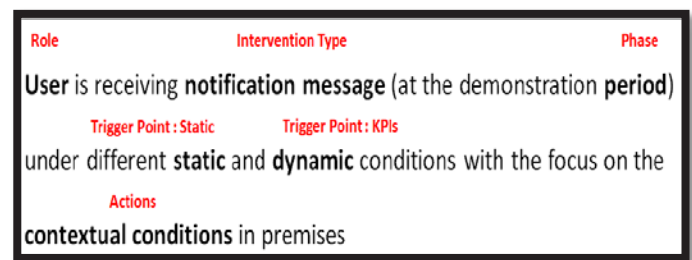 Role Intervention Type Phase
User is receiving notification message (at the demonstration period)
Trigger Point : Static Trigger Point : KPIs
under different static and dynamic conditions with the focus on the
Actions
contextual conditions in premises